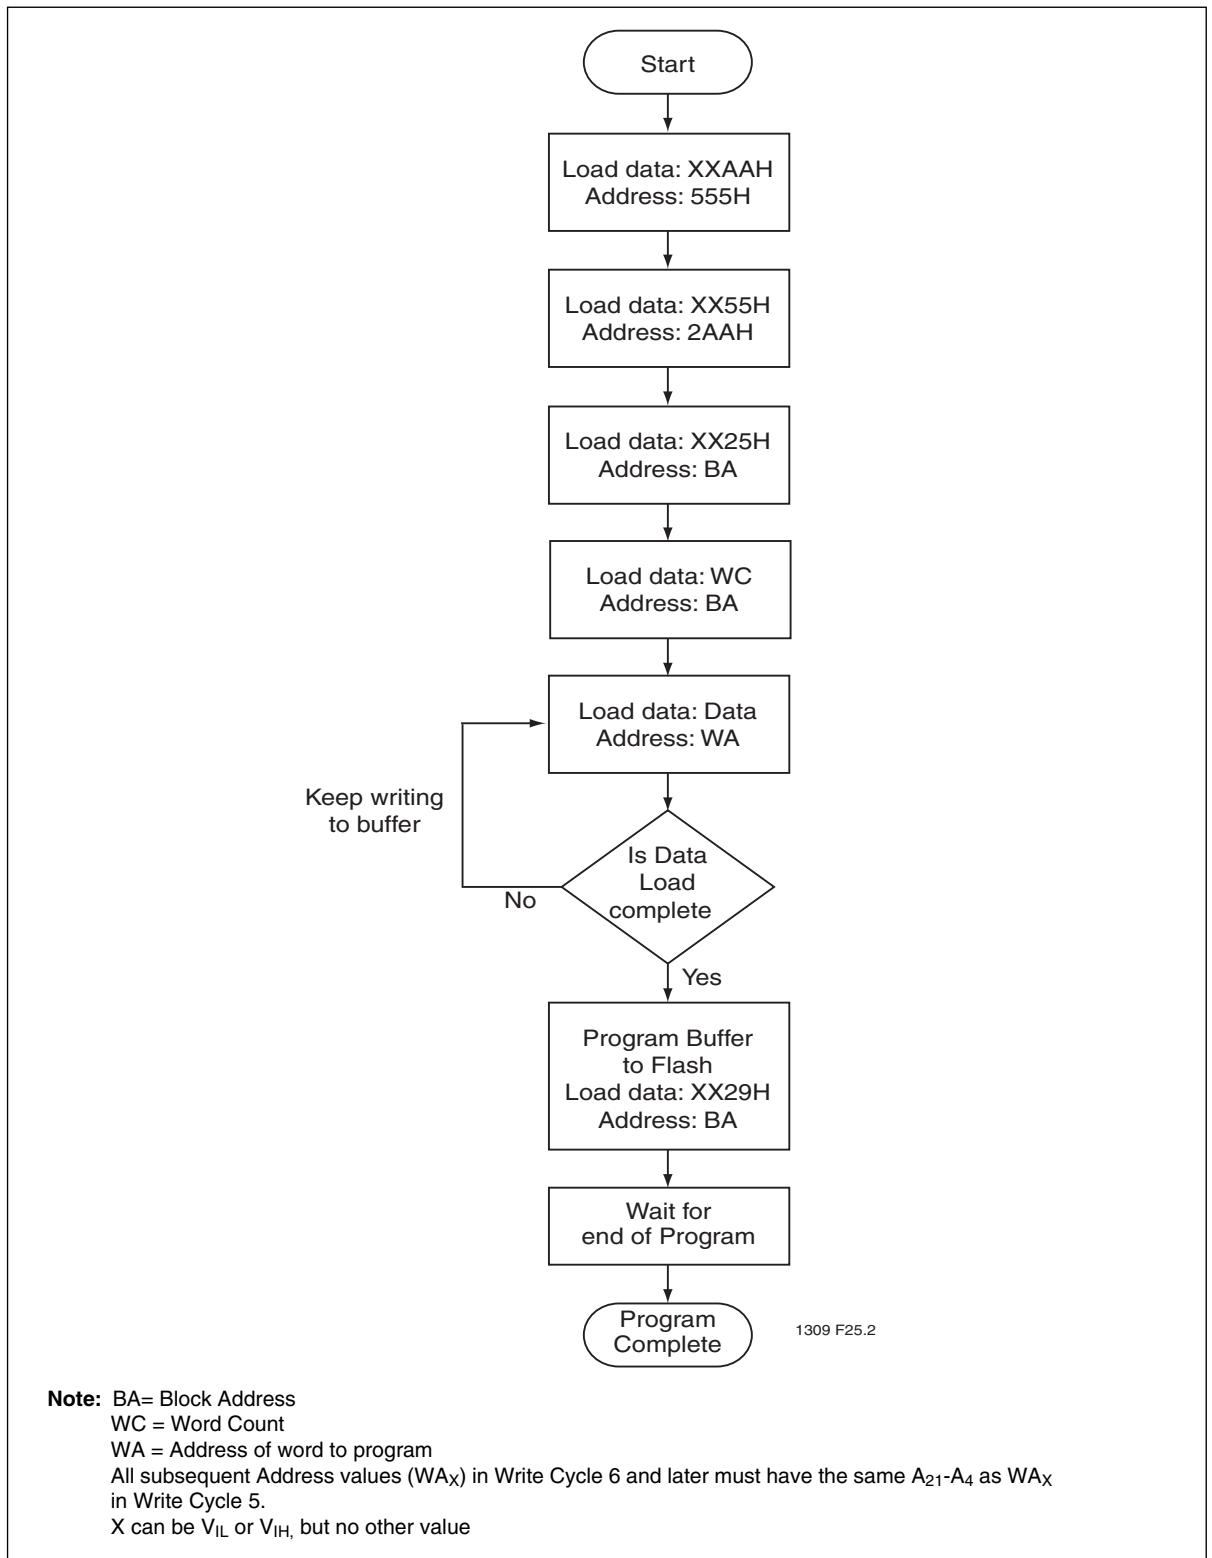 Start
Load data: XXAAH
Address: 555H
Load data: XX55H
Address: 2AAH
Load data: XX25H
Address: BA
Load data: WC
Address: BA
Load data: Data
Address: WA
Keep writing
to buffer
Is Data
Load
complete
No
Yes
Program Buffer
to Flash
Load data: XX29H
Address: BA
Wait for
end of Program
Program
Complete
1309 F25.2
Note: BA= Block Address
WC = Word Count
WA = Address of word to program
All subsequent Address values (WAX) in Write Cycle 6 and later must have the same A21-A4 as WAX
in Write Cycle 5.
X can be VIL or VIH, but no other value